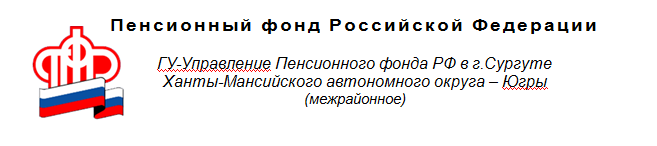 Пенсионный фонд Российской Федерации
ГУ-Управление Пенсионного фонда РФ в г.Сургуте
Ханты-Мансийского автономного округа – Югры
(межрайонное)